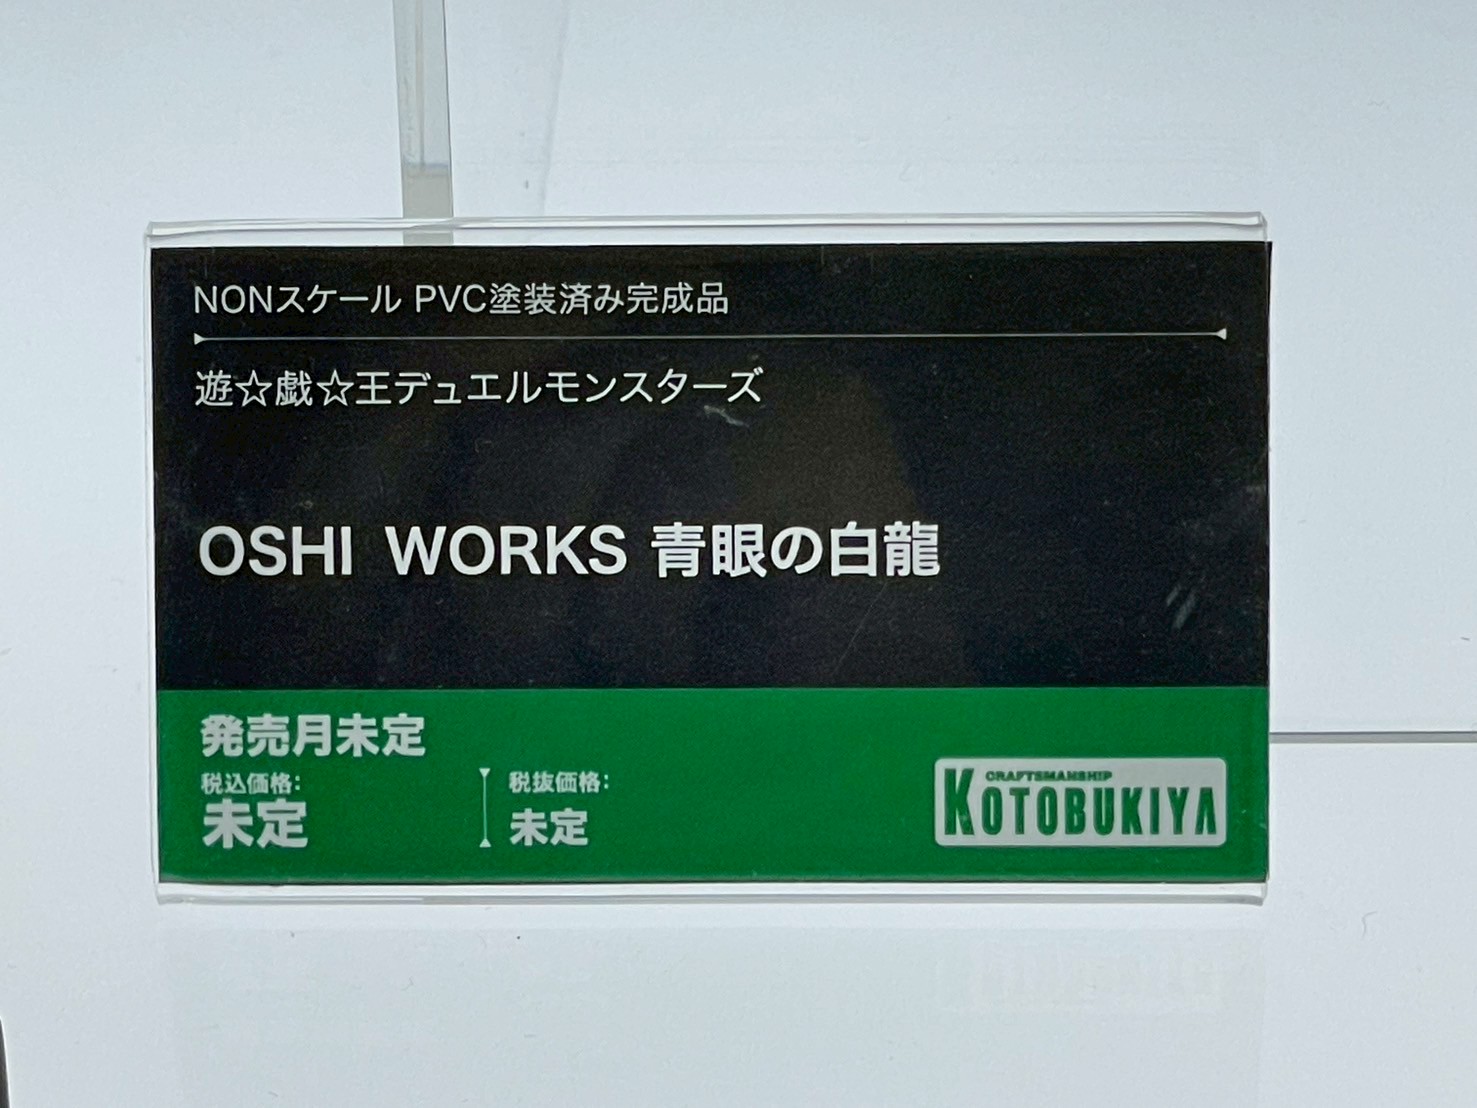 NONスケール PVC塗装済み完成品
遊☆戯☆王デュエルモンスターズ
OSHI WORKS 青眼の白龍
発売月未定
税込価格:
未定
税抜価格:
未定
CRAFTSMANSHIP
KOTOBUKIYA